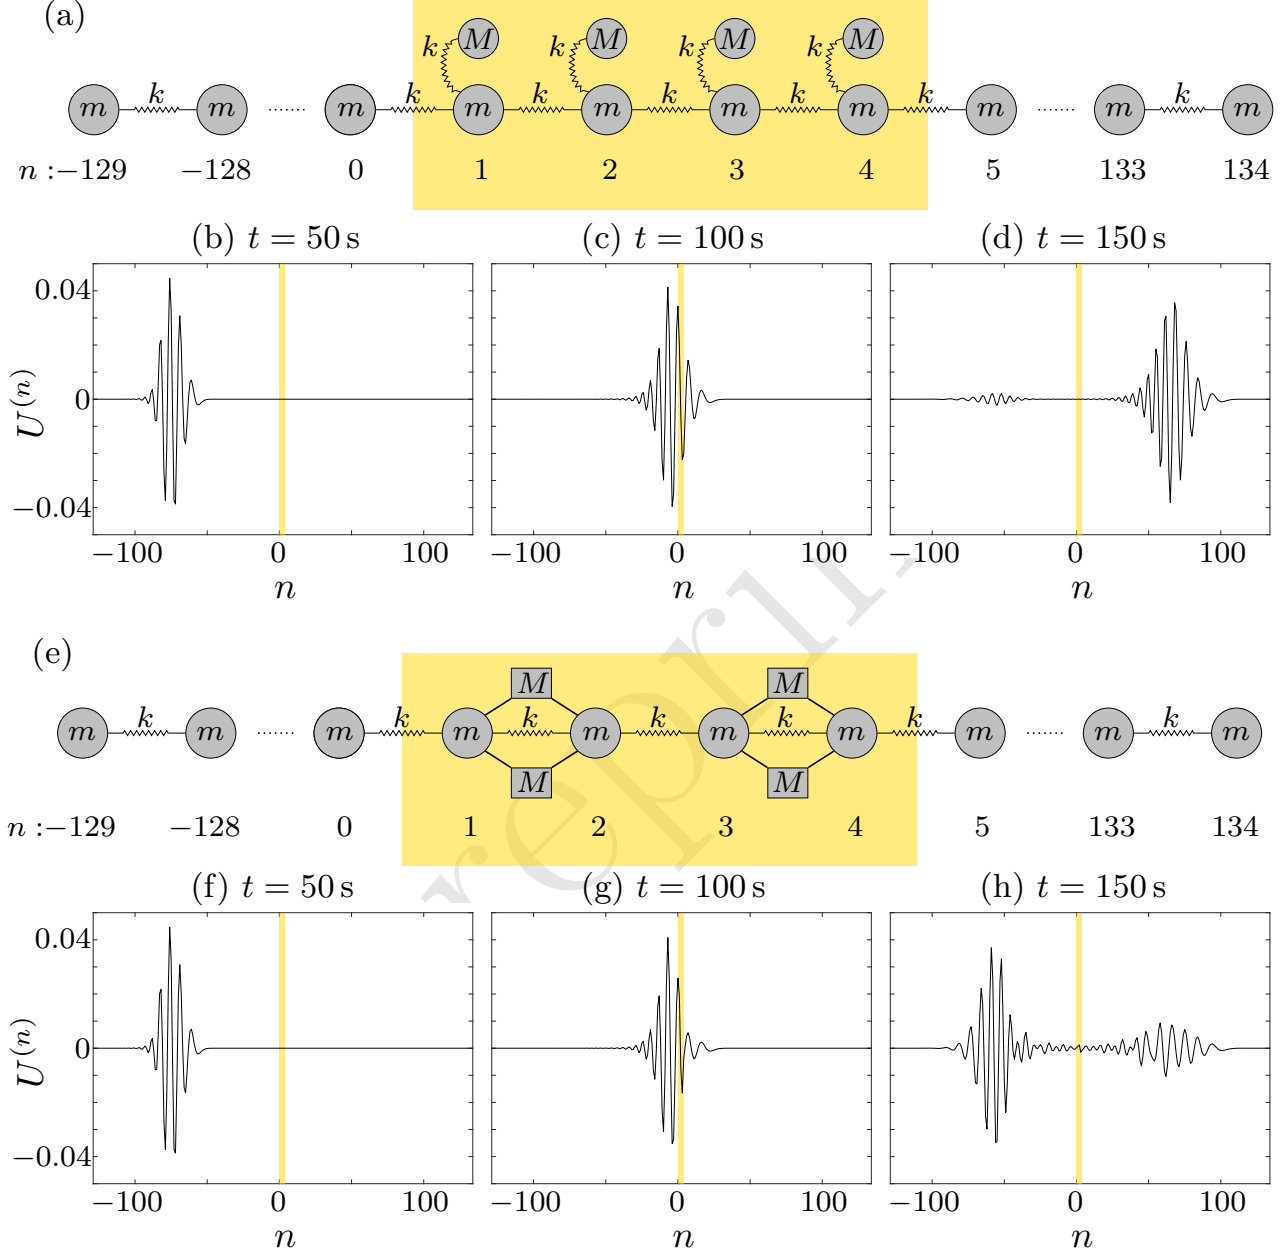 (a)
M M M M
k k k k
m k m m k m k m k m k m k m m k m
n :−129 −128 0 1 2 3 4 5 133 134
(b) t = 50 s (c) t = 100 s (d) t = 150 s
0.04
0
−0.04
U(n)
−100 0 100 −100 0 100 −100 0 100
n n n
reprin
(e)
M M
m k m m k m k m k m k m k m m k m
M M
n :−129 −128 0 1 2 3 4 5 133 134
(f) t = 50 s (g) t = 100 s (h) t = 150 s
0.04
0
−0.04
U(n)
−100 0 100 −100 0 100 −100 0 100
n n n